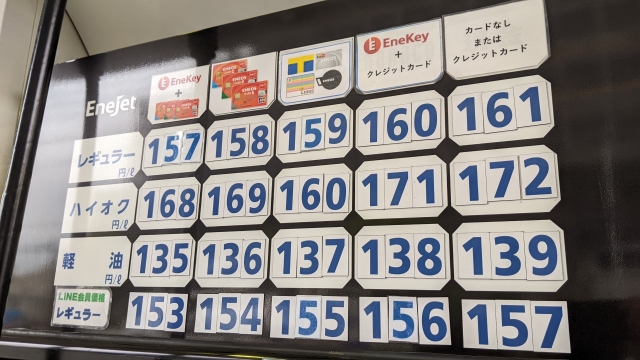 EneKey
+
EneKey
+
クレジットカード
カードなし
または
クレジットカード
EneJet
レギュラー
円/ℓ
157 158 159 160 161
ハイオク
円/ℓ
168 169 160 171 172
軽 油
円/ℓ
135 136 137 138 139
LINE会員価格
レギュラー
153 154 155 156 157